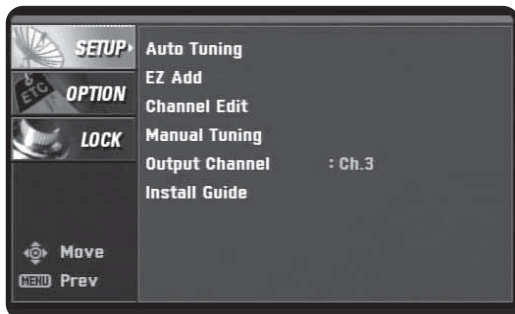 SETUP
OPTION
ETC
LOCK
Auto Tuning
EZ Add
Channel Edit
Manual Tuning
Output Channel : Ch.3
Install Guide
Move
MENU Prev